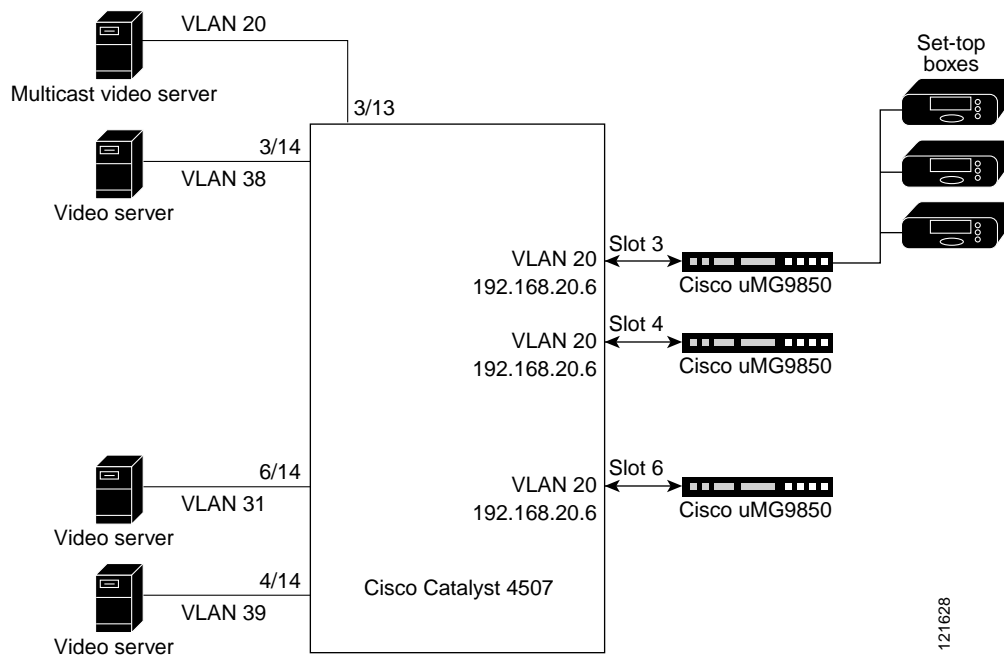 VLAN 20
Multicast video server
3/13
3/14
VLAN 38
Video server
Set-top
boxes
VLAN 20
192.168.20.6
Slot 3
Cisco uMG9850
VLAN 20
192.168.20.6
Slot 4
Cisco uMG9850
6/14
VLAN 31
Video server
VLAN 20
192.168.20.6
Slot 6
Cisco uMG9850
4/14
VLAN 39
Video server
Cisco Catalyst 4507
121628